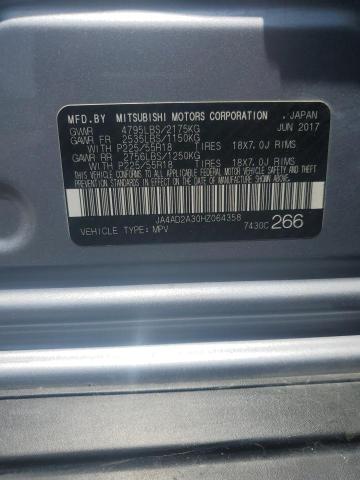 MFD.BY MITSUBISHI MOTORS CORPORATION . JAPAN
GVWR 4795LBS/2175KG JUN 2017
GAWR FR 2535LBS/1150KG
WITH P225/55R18 TIRES 18X7.0J RIMS
GAWR RR 2756LBS/1250KG
WITH P225/55R18 TIRES 18X7.0J RIMS
THIS VEHICLE CONFORMS TO ALL APPLICABLE
FEDERAL MOTOR VEHICLE SAFETY, BUMPER, AND
THEFT PREVENTION STANDARDS IN EFFECT ON
THE DATE OF MANUFACTURE SHOWN ABOVE.
JA4AD2A30HZ064358
VEHICLE TYPE: MPV 7430C 266